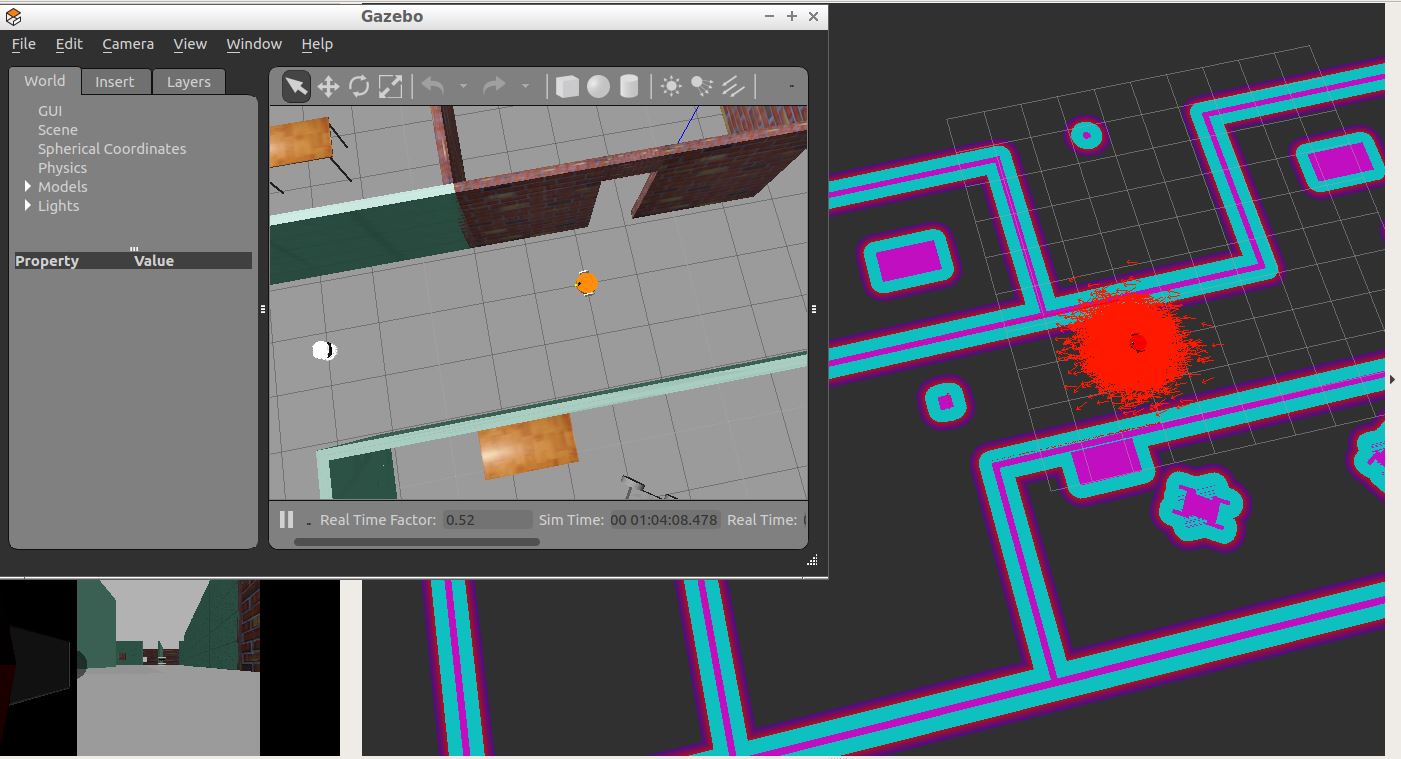 Gazebo
File Edit Camera View Window Help
World Insert Layers
GUI
Scene
Spherical Coordinates
Physics
Models
Lights
Property Value
Real Time Factor: 0.52 Sim Time: 00 01:04:08.478 Real Time: